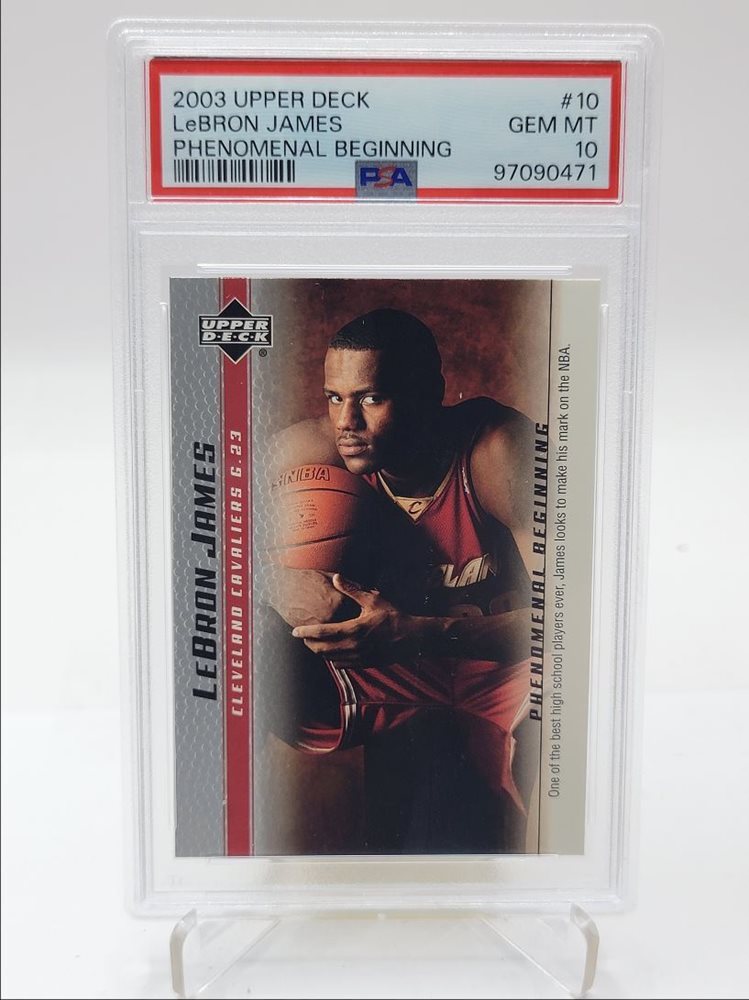 2003 UPPER DECK #10
LeBRON JAMES GEM MT
PHENOMENAL BEGINNING 10
PSA 97090471
UPPER
D·E·C·K
®
LEBRON JAMES
CLEVELAND CAVALIERS G.23
NBA
C
LAN
PHENOMENAL BEGINNING
One of the best high school players ever, James looks to make his mark on the NBA.